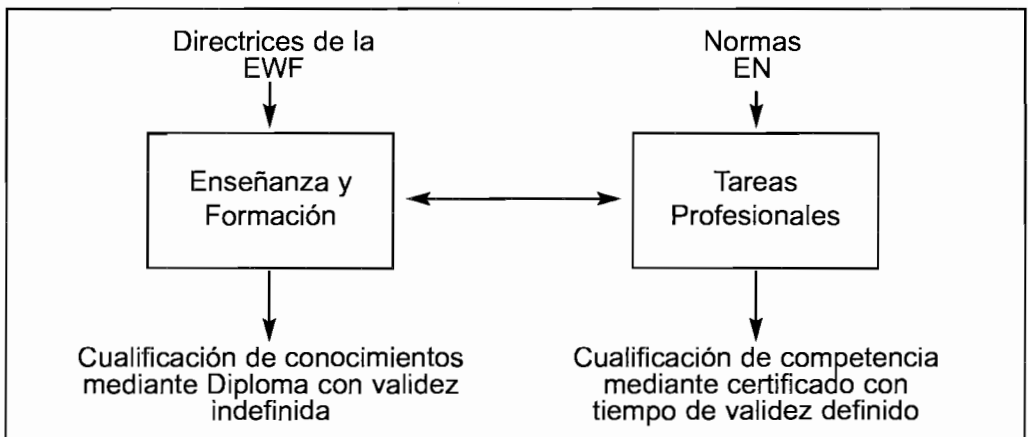 Directrices de la
EWF
Normas
EN
Enseñanza y
Formación
Tareas
Profesionales
Cualificación de conocimientos
mediante Diploma con validez
indefinida
Cualificación de competencia
mediante certificado con
tiempo de validez definido